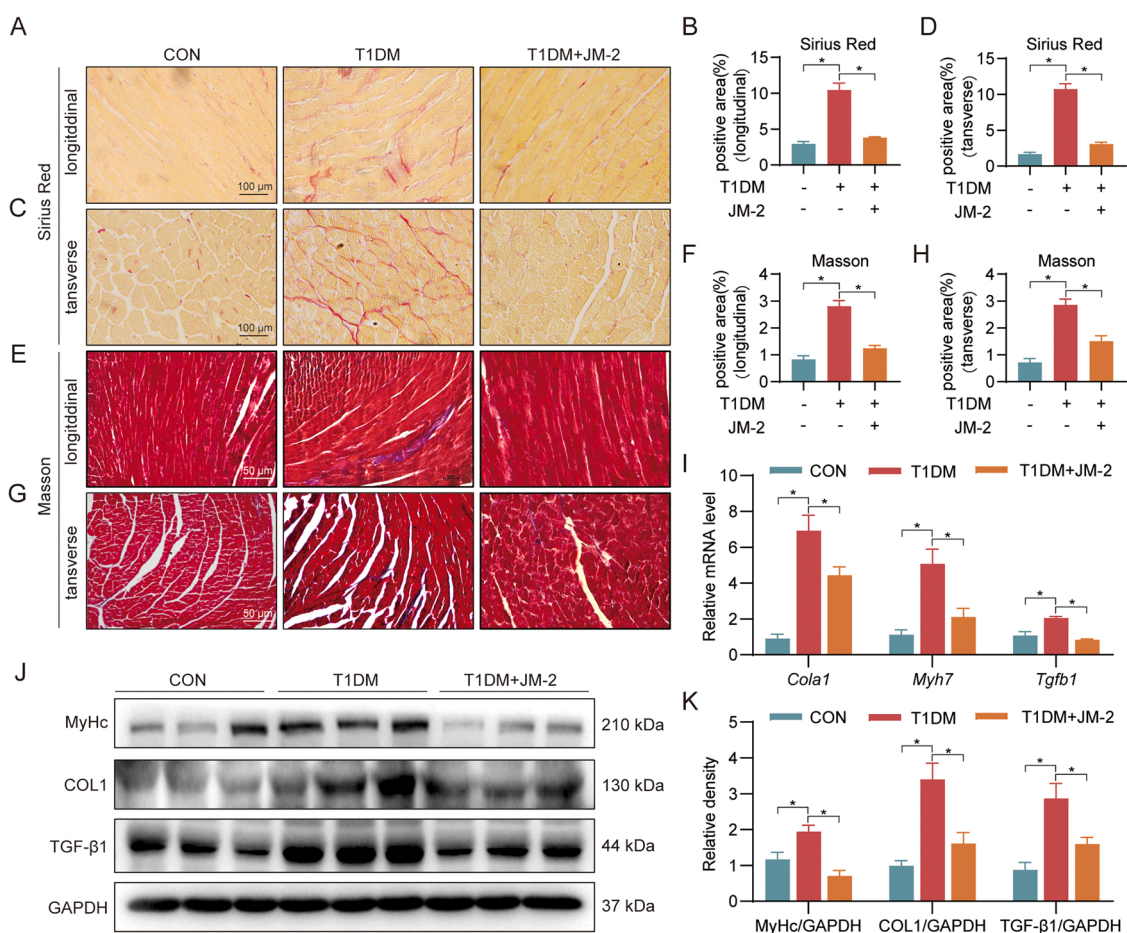 A
CON
T1DM
T1DM+JM-2
Sirius Red
longitddinal
100 µm
C
tansverse
100 µm
E
Masson
longitddinal
50 µm
G
tansverse
50 µm
B
Sirius Red
positive area(%)
(longitudinal)
15
10
5
0
*
*
T1DM - + +
JM-2 +
D
Sirius Red
positive area(%)
(tansverse)
15
10
5
0
*
*
T1DM - + +
JM-2 +
F
Masson
positive area(%)
(longitudinal)
4
3
2
1
0
*
*
T1DM - + +
JM-2 - +
H
Masson
positive area(%)
(tansverse)
4
3
2
1
0
*
*
T1DM - + +
JM-2 - +
I
CON T1DM T1DM+JM-2
Relative mRNA level
10
8
6
4
2
0
* * * * * *
Cola1 Myh7 Tgfb1
J
CON T1DM T1DM+JM-2
MyHc 210 kDa
COL1 130 kDa
TGF-β1 44 kDa
GAPDH 37 kDa
K
CON T1DM T1DM+JM-2
Relative density
5
4
3
2
1
0
* * * * * *
MyHc/GAPDH COL1/GAPDH TGF-β1/GAPDH